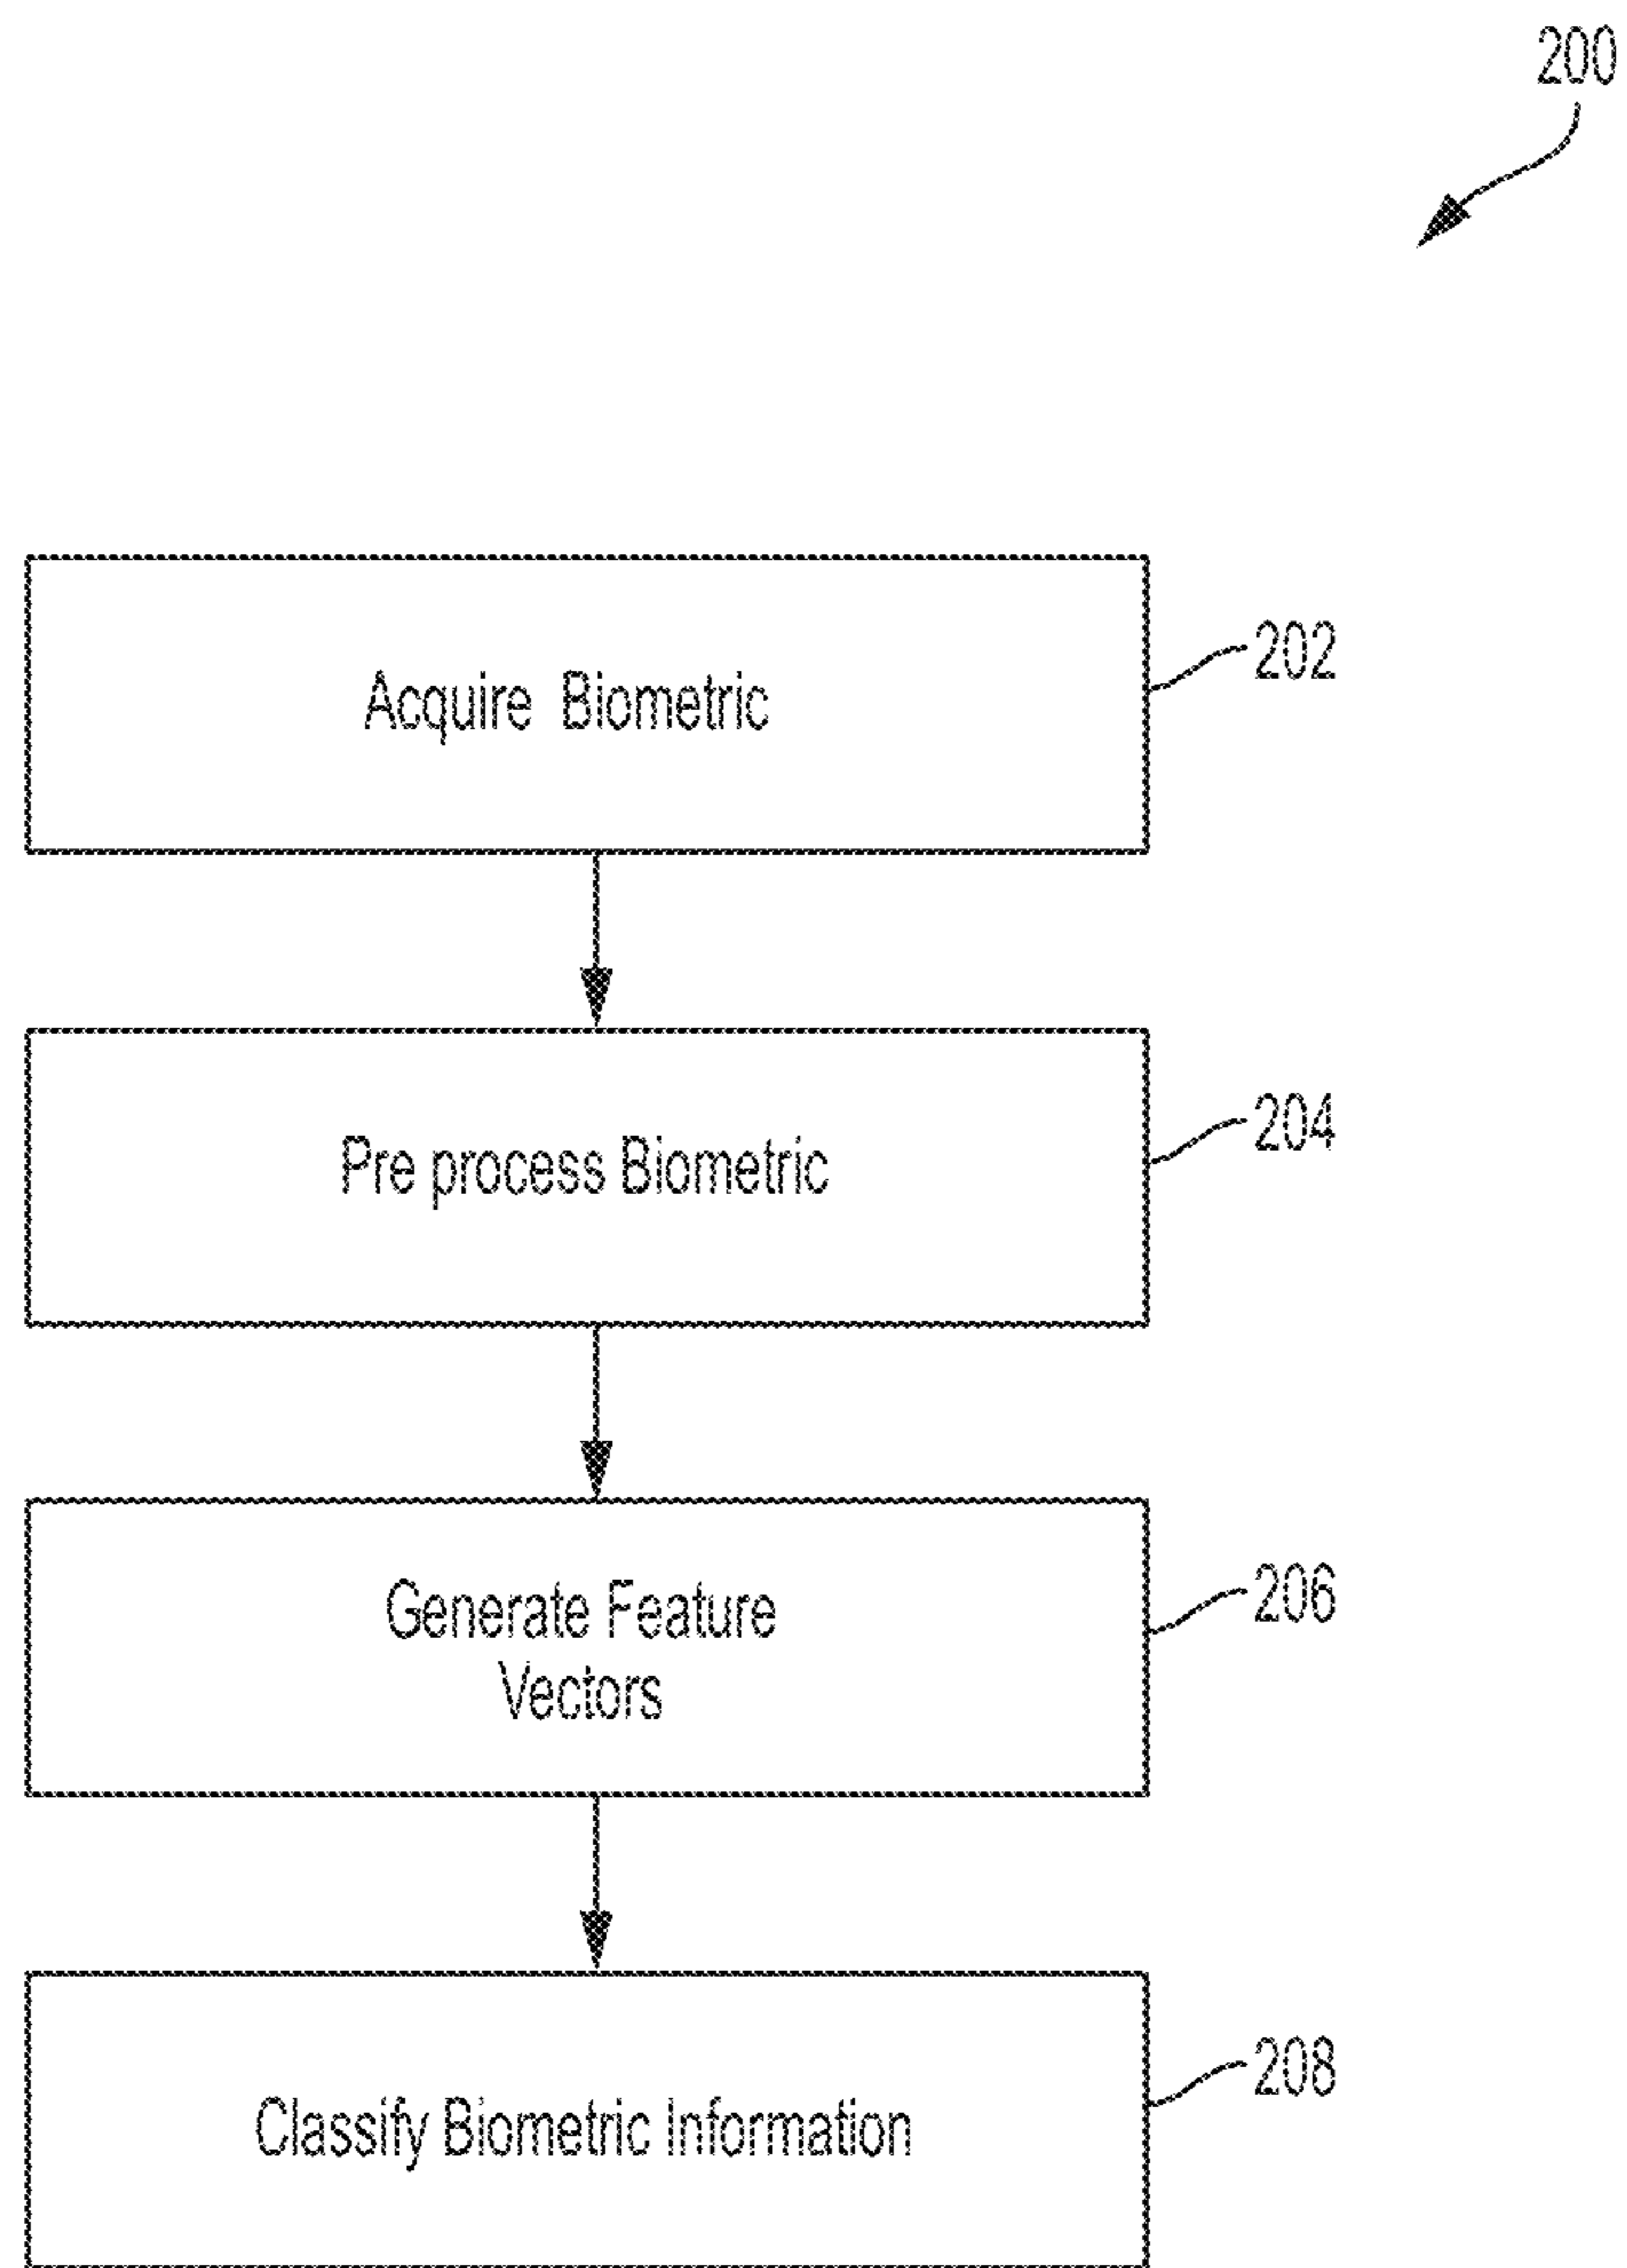 200
Acquire Biometric
202
Pre process Biometric
204
Generate Feature
Vectors
206
Classify Biometric Information
208